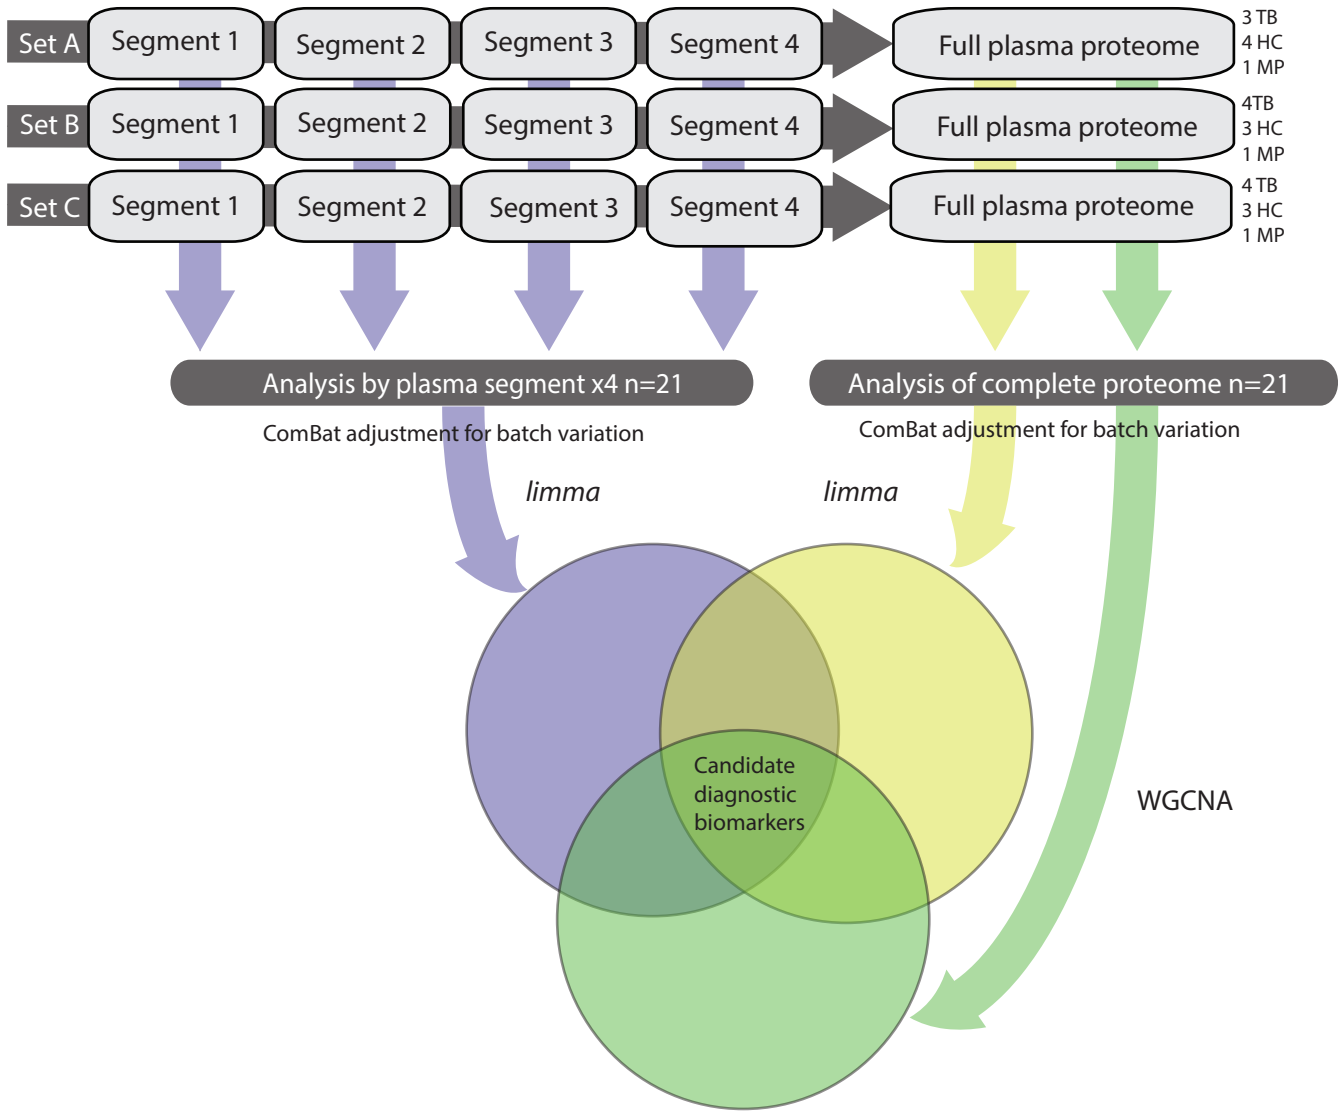 Set A
Segment 1
Segment 2
Segment 3
Segment 4
Full plasma proteome
3 TB
4 HC
1 MP
Set B
Segment 1
Segment 2
Segment 3
Segment 4
Full plasma proteome
4TB
3 HC
1 MP
Set C
Segment 1
Segment 2
Segment 3
Segment 4
Full plasma proteome
4 TB
3 HC
1 MP
Analysis by plasma segment x4 n=21
Analysis of complete proteome n=21
ComBat adjustment for batch variation
ComBat adjustment for batch variation
limma
limma
Candidate
diagnostic
biomarkers
WGCNA